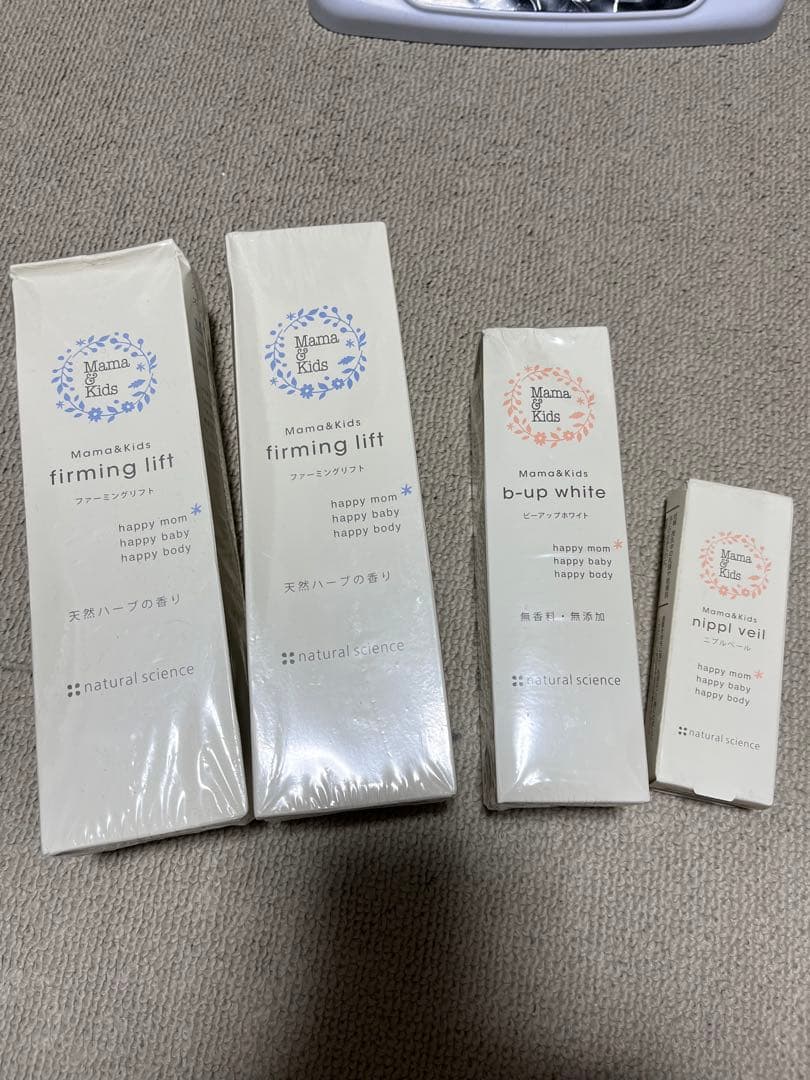 Mama
&
Kids
Mama&Kids
firming lift
ファーミングリフト
happy mom*
happy baby
happy body
天然ハーブの香り
natural science
Mama
&
Kids
Mama&Kids
firming lift
ファーミングリフト
happy mom*
happy baby
happy body
天然ハーブの香り
natural science
Mama
&
Kids
Mama&Kids
b-up white
ビーアップホワイト
happy mom*
happy baby
happy body
無香料・無添加
natural science
Mama
&
Kids
Mama&Kids
nippl veil
ニプルベール
happy mom*
happy baby
happy body
natural science